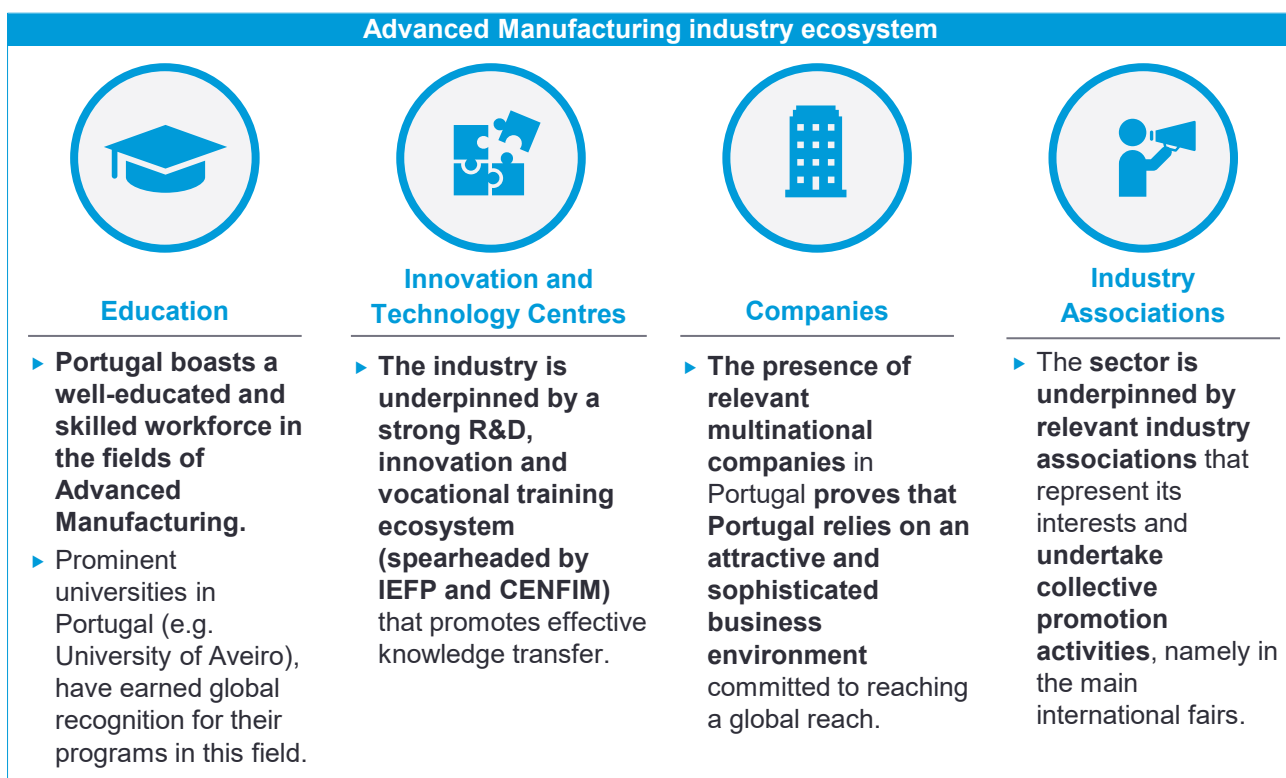 Advanced Manufacturing industry ecosystem
Education
▸ Portugal boasts a
well-educated and
skilled workforce in
the fields of
Advanced
Manufacturing.
▸ Prominent
universities in
Portugal (e.g.
University of Aveiro),
have earned global
recognition for their
programs in this field.
Innovation and
Technology Centres
▸ The industry is
underpinned by a
strong R&D,
innovation and
vocational training
ecosystem
(spearheaded by
IEFP and CENFIM)
that promotes effective
knowledge transfer.
Companies
▸ The presence of
relevant
multinational
companies in
Portugal proves that
Portugal relies on an
attractive and
sophisticated
business
environment
committed to reaching
a global reach.
Industry
Associations
▸ The sector is
underpinned by
relevant industry
associations that
represent its
interests and
undertake
collective
promotion
activities, namely in
the main
international fairs.